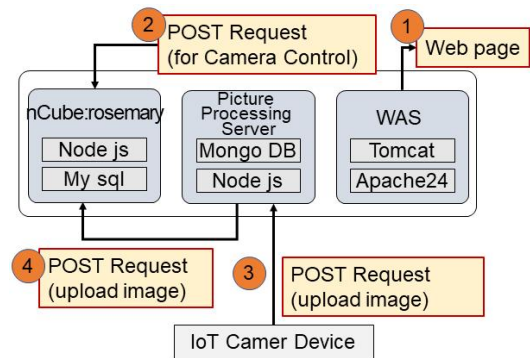 2
POST Request
(for Camera Control)
1
Web page
nCube:rosemary
Node js
My sql
Picture
Processing
Server
Mongo DB
Node js
WAS
Tomcat
Apache24
4
POST Request
(upload image)
3
POST Request
(upload image)
IoT Camer Device